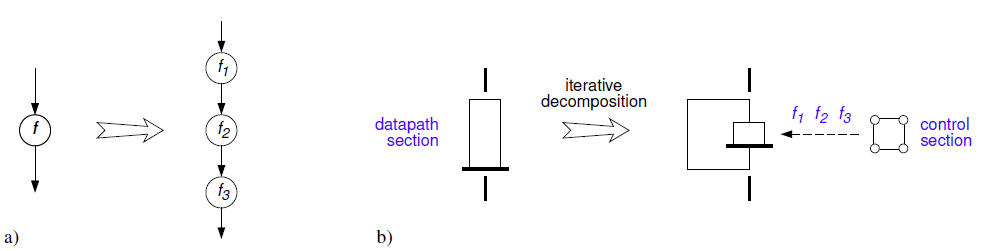 f
f1
f2
f3
a)
datapath
section
iterative
decomposition
f1 f2 f3
control
section
b)